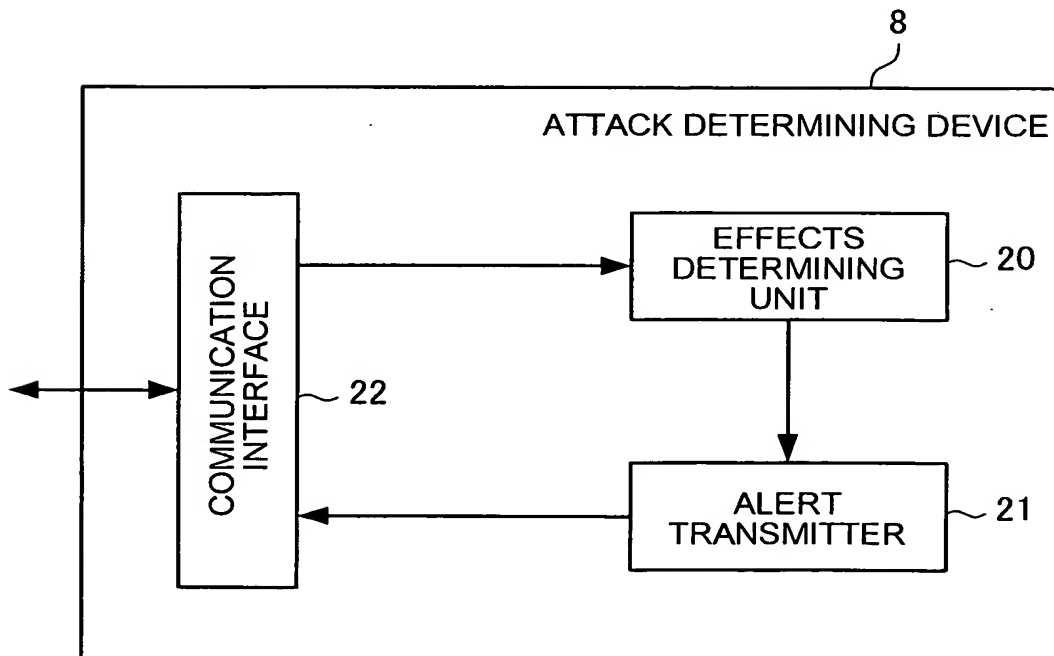 8
ATTACK DETERMINING DEVICE
COMMUNICATION
INTERFACE
22
EFFECTS
DETERMINING
UNIT
20
ALERT
TRANSMITTER
21